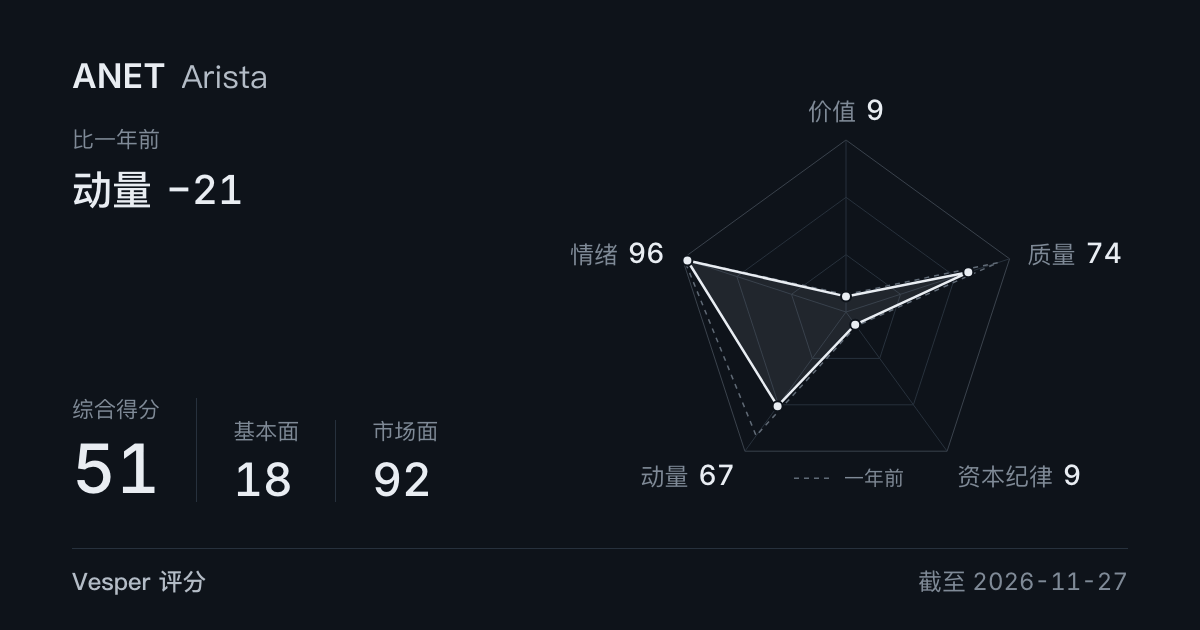 ANET Arista
比一年前
动量 −21
价值 9
情绪 96
质量 74
动量 67
一年前
资本纪律 9
综合得分
51
基本面
18
市场面
92
Vesper 评分
截至 2026-11-27